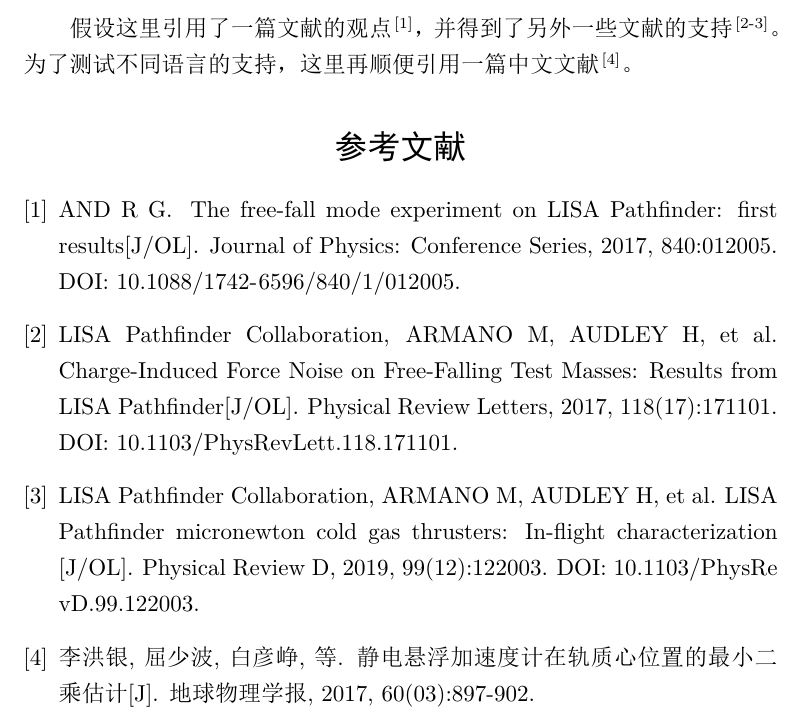 假设这里引用了一篇文献的观点[1]，并得到了另外一些文献的支持[2-3]。
为了测试不同语言的支持，这里再顺便引用一篇中文文献[4]。
参考文献
[1] AND R G. The free-fall mode experiment on LISA Pathfinder: first
results[J/OL]. Journal of Physics: Conference Series, 2017, 840:012005.
DOI: 10.1088/1742-6596/840/1/012005.
[2] LISA Pathfinder Collaboration, ARMANO M, AUDLEY H, et al.
Charge-Induced Force Noise on Free-Falling Test Masses: Results from
LISA Pathfinder[J/OL]. Physical Review Letters, 2017, 118(17):171101.
DOI: 10.1103/PhysRevLett.118.171101.
[3] LISA Pathfinder Collaboration, ARMANO M, AUDLEY H, et al. LISA
Pathfinder micronewton cold gas thrusters: In-flight characterization
[J/OL]. Physical Review D, 2019, 99(12):122003. DOI: 10.1103/PhysRe
vD.99.122003.
[4] 李洪银, 屈少波, 白彦峥, 等. 静电悬浮加速度计在轨质心位置的最小二
乘估计[J]. 地球物理学报, 2017, 60(03):897-902.